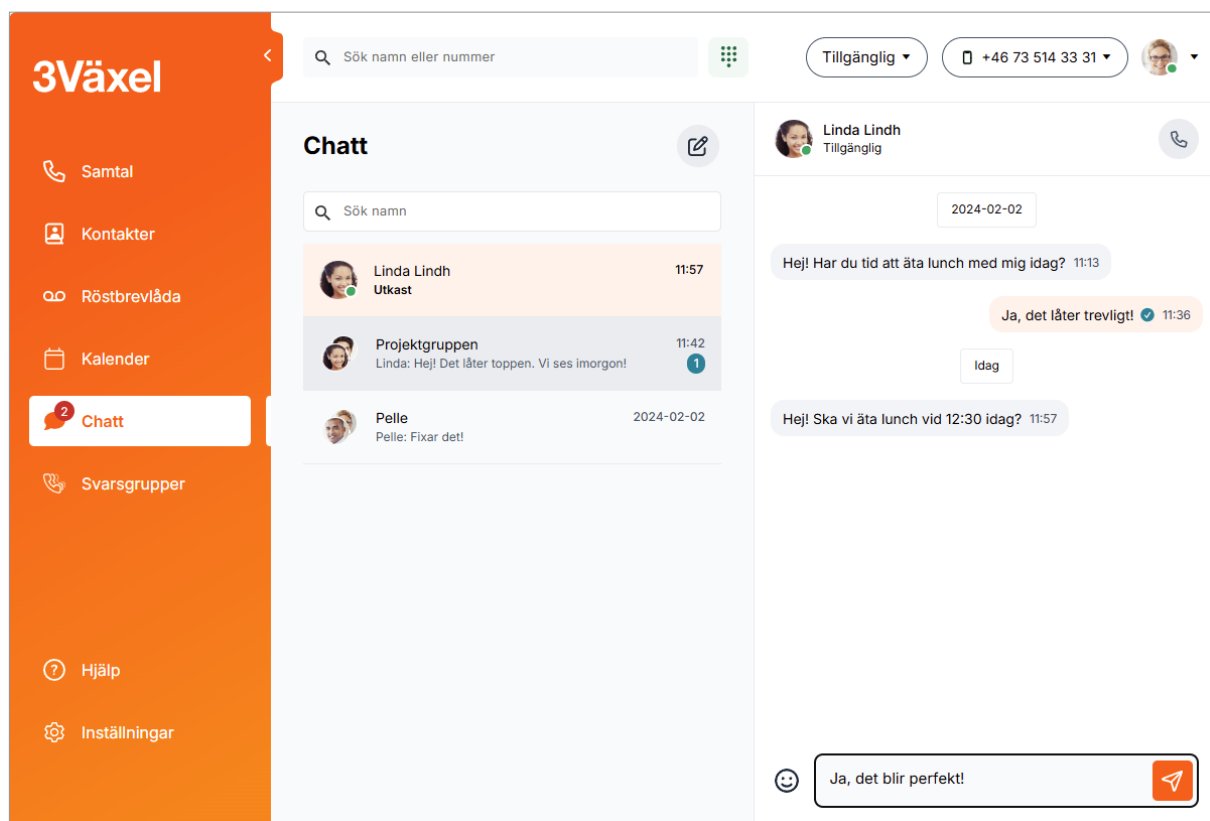 3Växel
Samtal
Kontakter
Röstbrevlåda
Kalender
2
Chatt
Svarsgrupper
Hjälp
Inställningar
Sök namn eller nummer
Tillgänglig
+46 73 514 33 31
Chatt
Sök namn
Linda Lindh 11:57
Utkast
Projektgruppen 11:42
Linda: Hej! Det låter toppen. Vi ses imorgon! 1
Pelle 2024-02-02
Pelle: Fixar det!
Linda Lindh
Tillgänglig
2024-02-02
Hej! Har du tid att äta lunch med mig idag? 11:13
Ja, det låter trevligt! 11:36
Idag
Hej! Ska vi äta lunch vid 12:30 idag? 11:57
Ja, det blir perfekt!